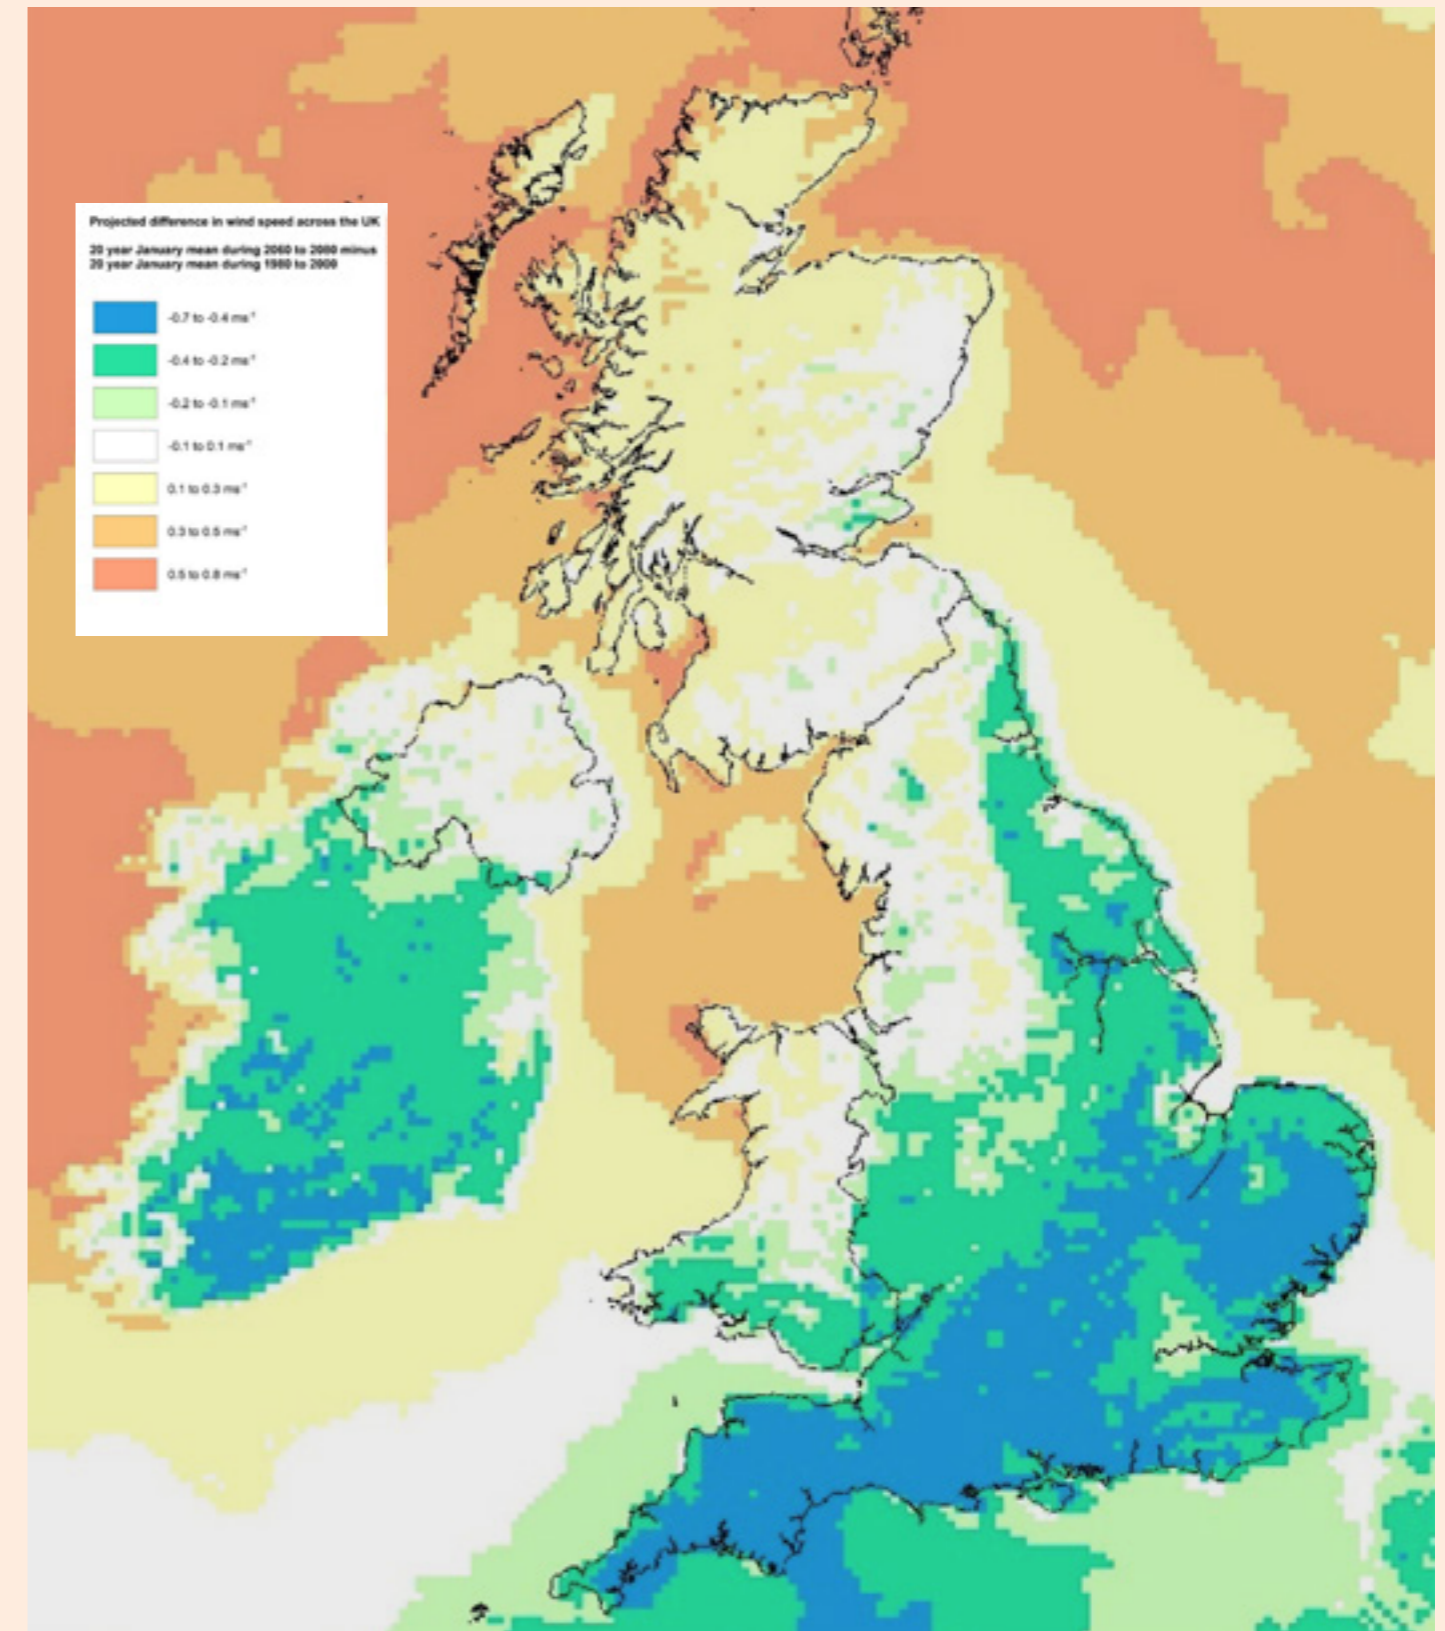 Projected difference in wind speed across the UK
20 year January mean during 2060 to 2080 minus
20 year January mean during 1980 to 2000
-0.7 to -0.4 ms⁻¹
-0.4 to -0.2 ms⁻¹
-0.2 to -0.1 ms⁻¹
-0.1 to 0.1 ms⁻¹
0.1 to 0.3 ms⁻¹
0.3 to 0.5 ms⁻¹
0.5 to 0.8 ms⁻¹